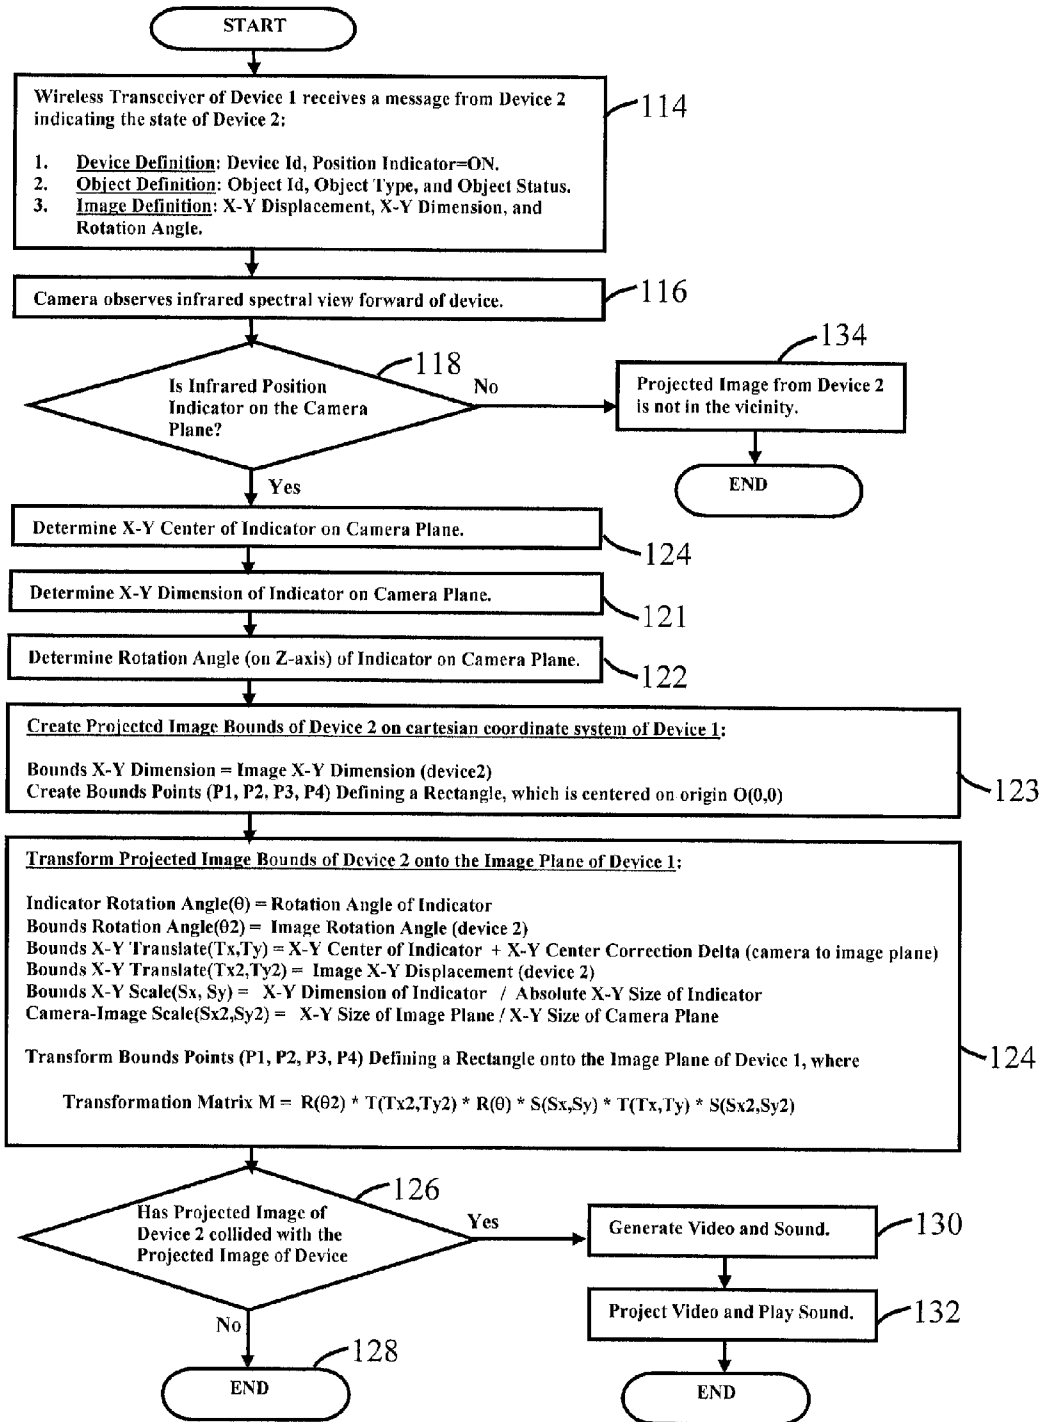 START
Wireless Transceiver of Device 1 receives a message from Device 2
indicating the state of Device 2:
1. Device Definition: Device Id, Position Indicator=ON.
2. Object Definition: Object Id, Object Type, and Object Status.
3. Image Definition: X-Y Displacement, X-Y Dimension, and
Rotation Angle.
114
Camera observes infrared spectral view forward of device.
116
Is Infrared Position
Indicator on the Camera
Plane?
118
No
134
Projected Image from Device 2
is not in the vicinity.
END
Yes
Determine X-Y Center of Indicator on Camera Plane.
124
Determine X-Y Dimension of Indicator on Camera Plane.
121
Determine Rotation Angle (on Z-axis) of Indicator on Camera Plane.
122
Create Projected Image Bounds of Device 2 on cartesian coordinate system of Device 1:
Bounds X-Y Dimension = Image X-Y Dimension (device2)
Create Bounds Points (P1, P2, P3, P4) Defining a Rectangle, which is centered on origin O(0,0)
123
Transform Projected Image Bounds of Device 2 onto the Image Plane of Device 1:
Indicator Rotation Angle(θ) = Rotation Angle of Indicator
Bounds Rotation Angle(θ2) = Image Rotation Angle (device 2)
Bounds X-Y Translate(Tx,Ty) = X-Y Center of Indicator + X-Y Center Correction Delta (camera to image plane)
Bounds X-Y Translate(Tx2,Ty2) = Image X-Y Displacement (device 2)
Bounds X-Y Scale(Sx, Sy) = X-Y Dimension of Indicator / Absolute X-Y Size of Indicator
Camera-Image Scale(Sx2,Sy2) = X-Y Size of Image Plane / X-Y Size of Camera Plane
Transform Bounds Points (P1, P2, P3, P4) Defining a Rectangle onto the Image Plane of Device 1, where
Transformation Matrix M = R(θ2) * T(Tx2,Ty2) * R(θ) * S(Sx,Sy) * T(Tx,Ty) * S(Sx2,Sy2)
124
Has Projected Image of
Device 2 collided with the
Projected Image of Device
126
Yes
Generate Video and Sound.
130
Project Video and Play Sound.
132
No
128
END
END